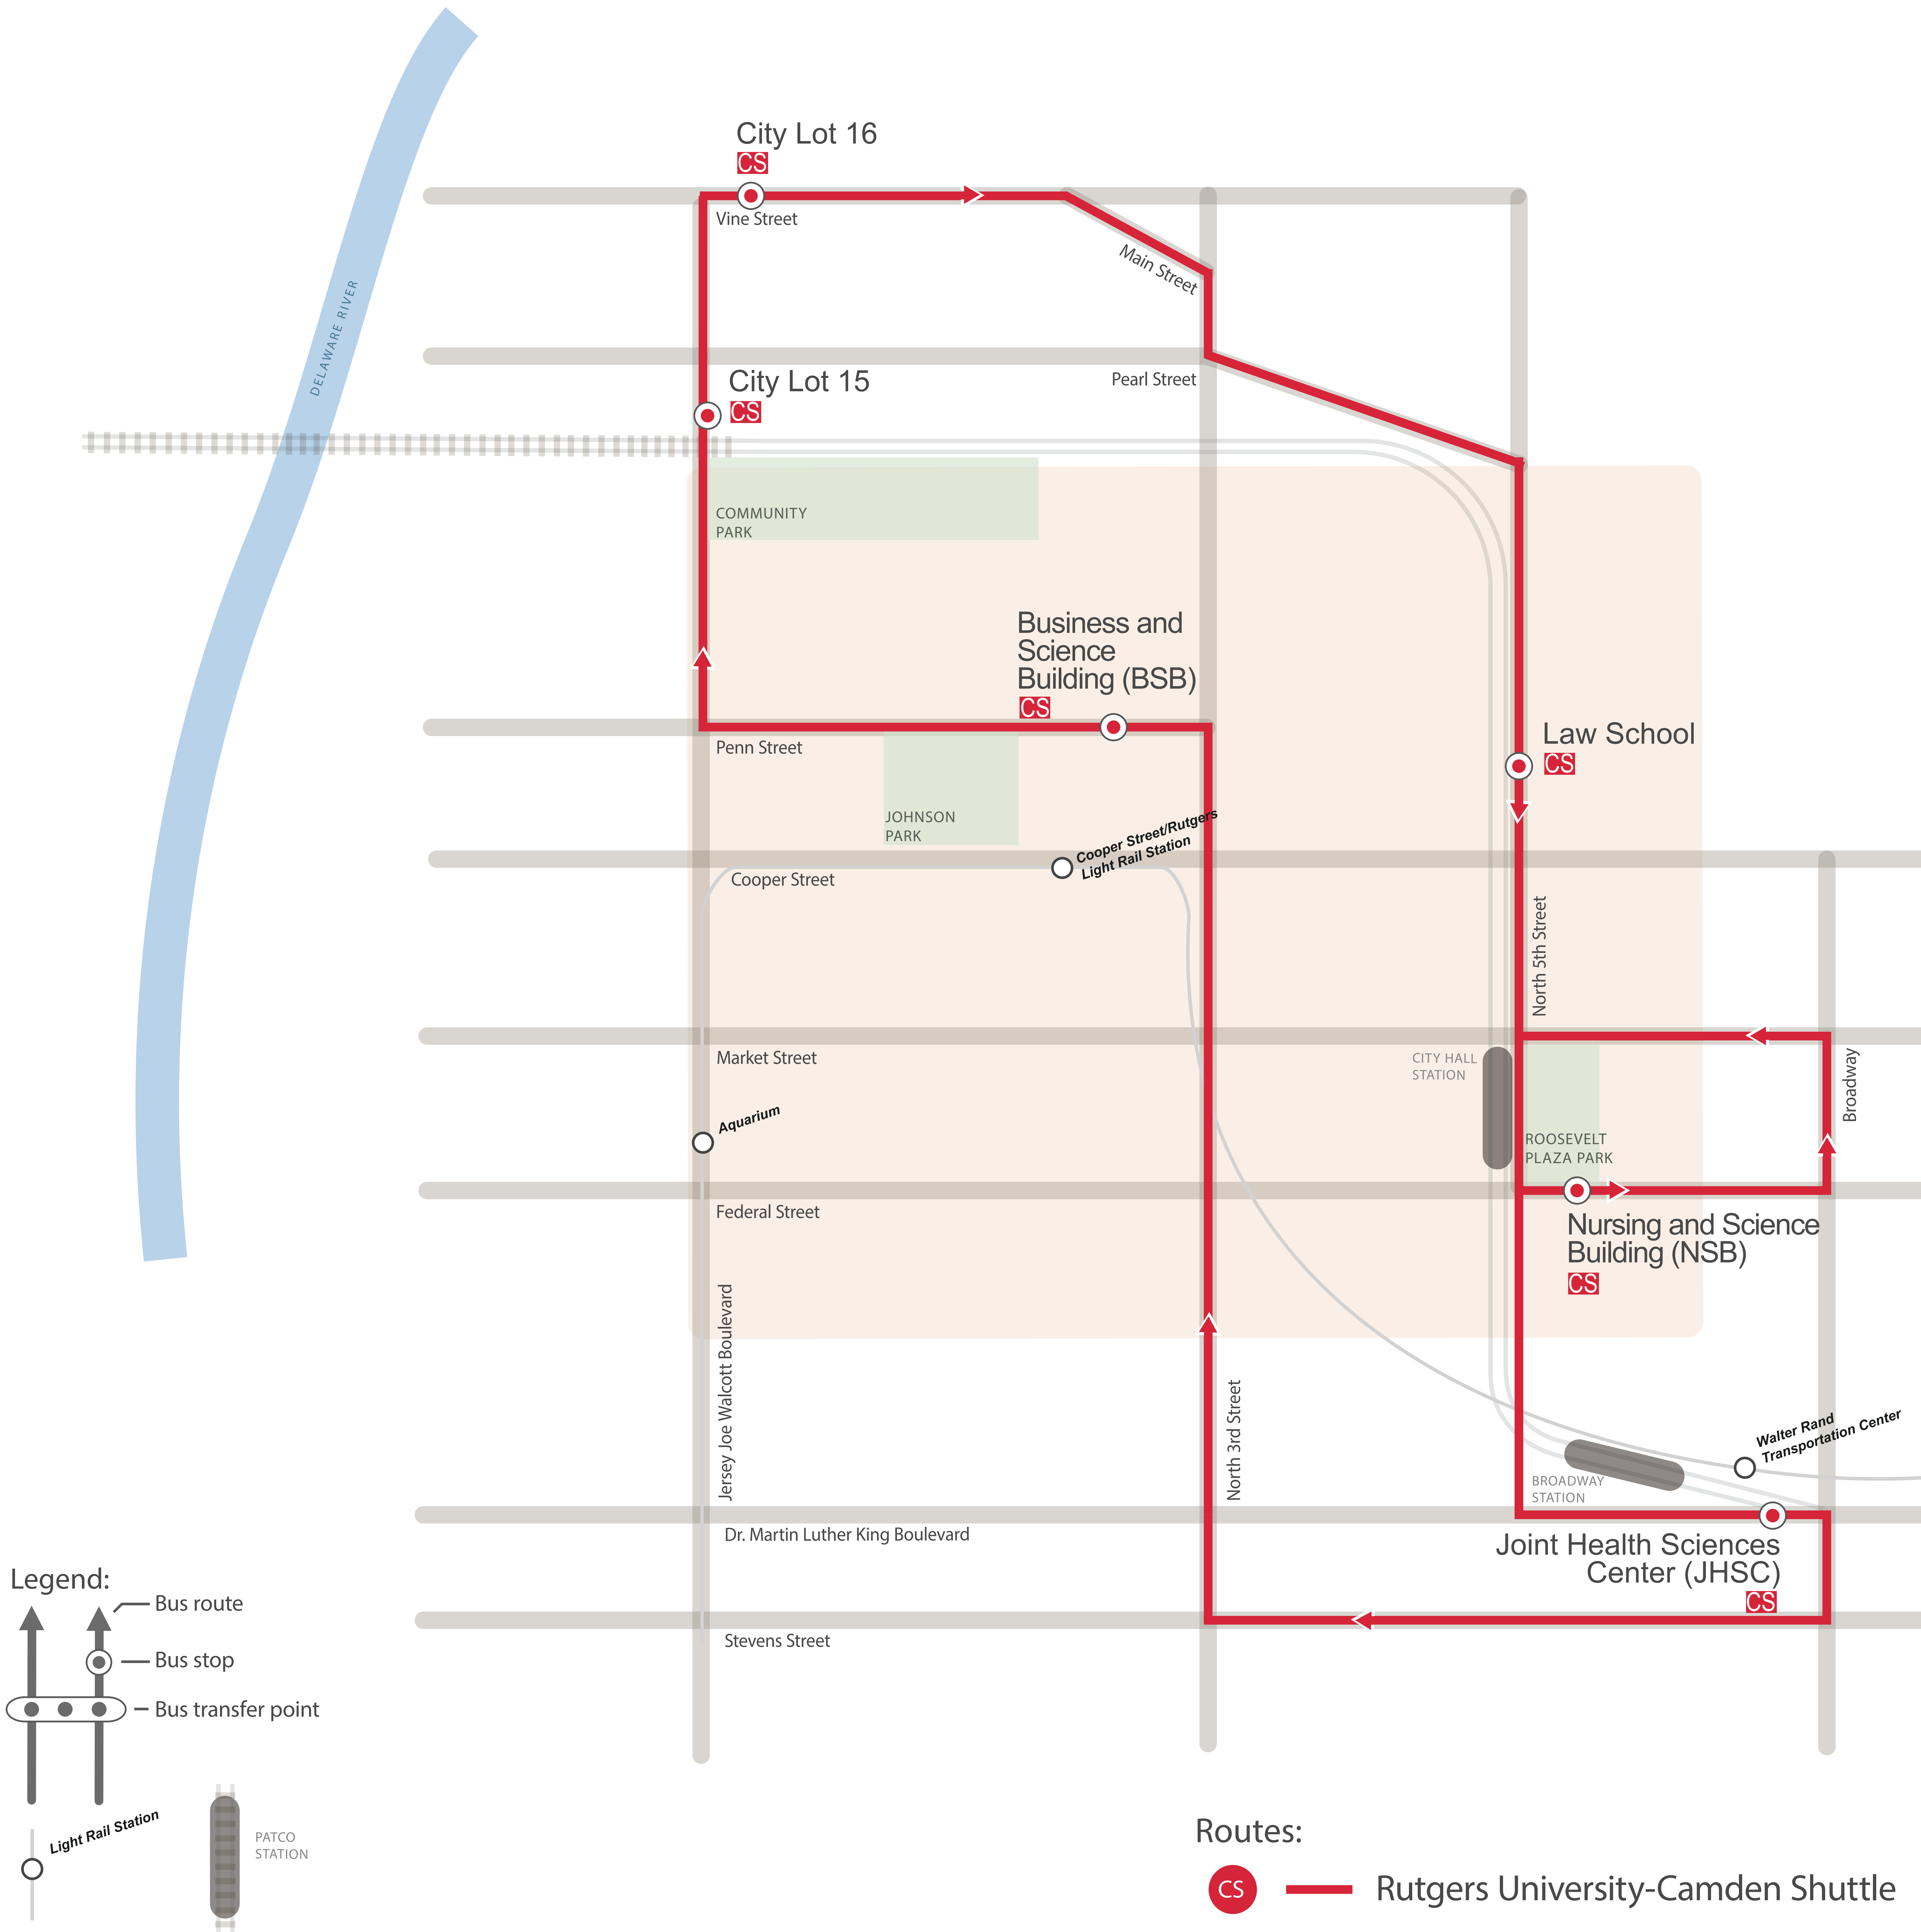 City Lot 16
CS
Vine Street
Main Street
DELAWARE RIVER
City Lot 15
CS
Pearl Street
COMMUNITY
PARK
Business and
Science
Building (BSB)
CS
Penn Street
Law School
CS
JOHNSON
PARK
Cooper Street/Rutgers
Light Rail Station
Cooper Street
North 5th Street
Market Street
CITY HALL
STATION
Broadway
Aquarium
ROOSEVELT
PLAZA PARK
Federal Street
Nursing and Science
Building (NSB)
CS
Jersey Joe Walcott Boulevard
North 3rd Street
Walter Rand
Transportation Center
BROADWAY
STATION
Dr. Martin Luther King Boulevard
Joint Health Sciences
Center (JHSC)
CS
Stevens Street
Legend:
Bus route
Bus stop
Bus transfer point
Light Rail Station
PATCO
STATION
Routes:
CS Rutgers University-Camden Shuttle